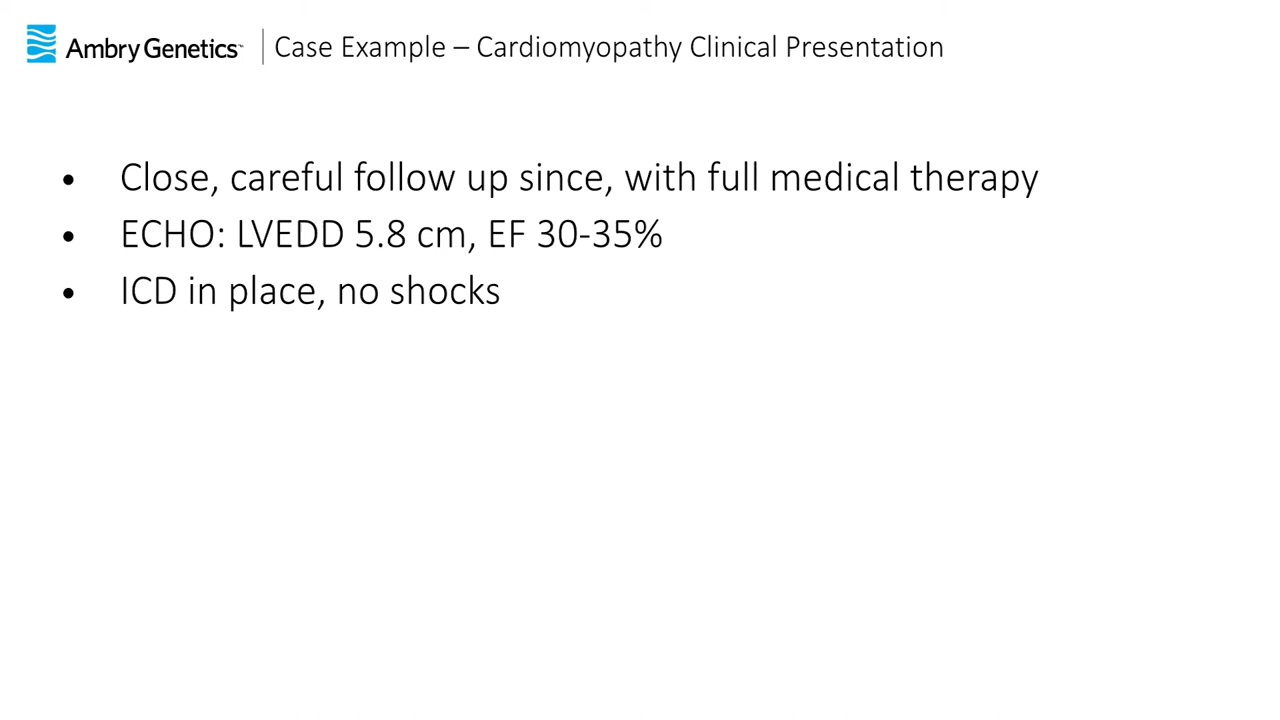 Ambry Genetics™ Case Example – Cardiomyopathy Clinical Presentation
• Close, careful follow up since, with full medical therapy
• ECHO: LVEDD 5.8 cm, EF 30-35%
• ICD in place, no shocks